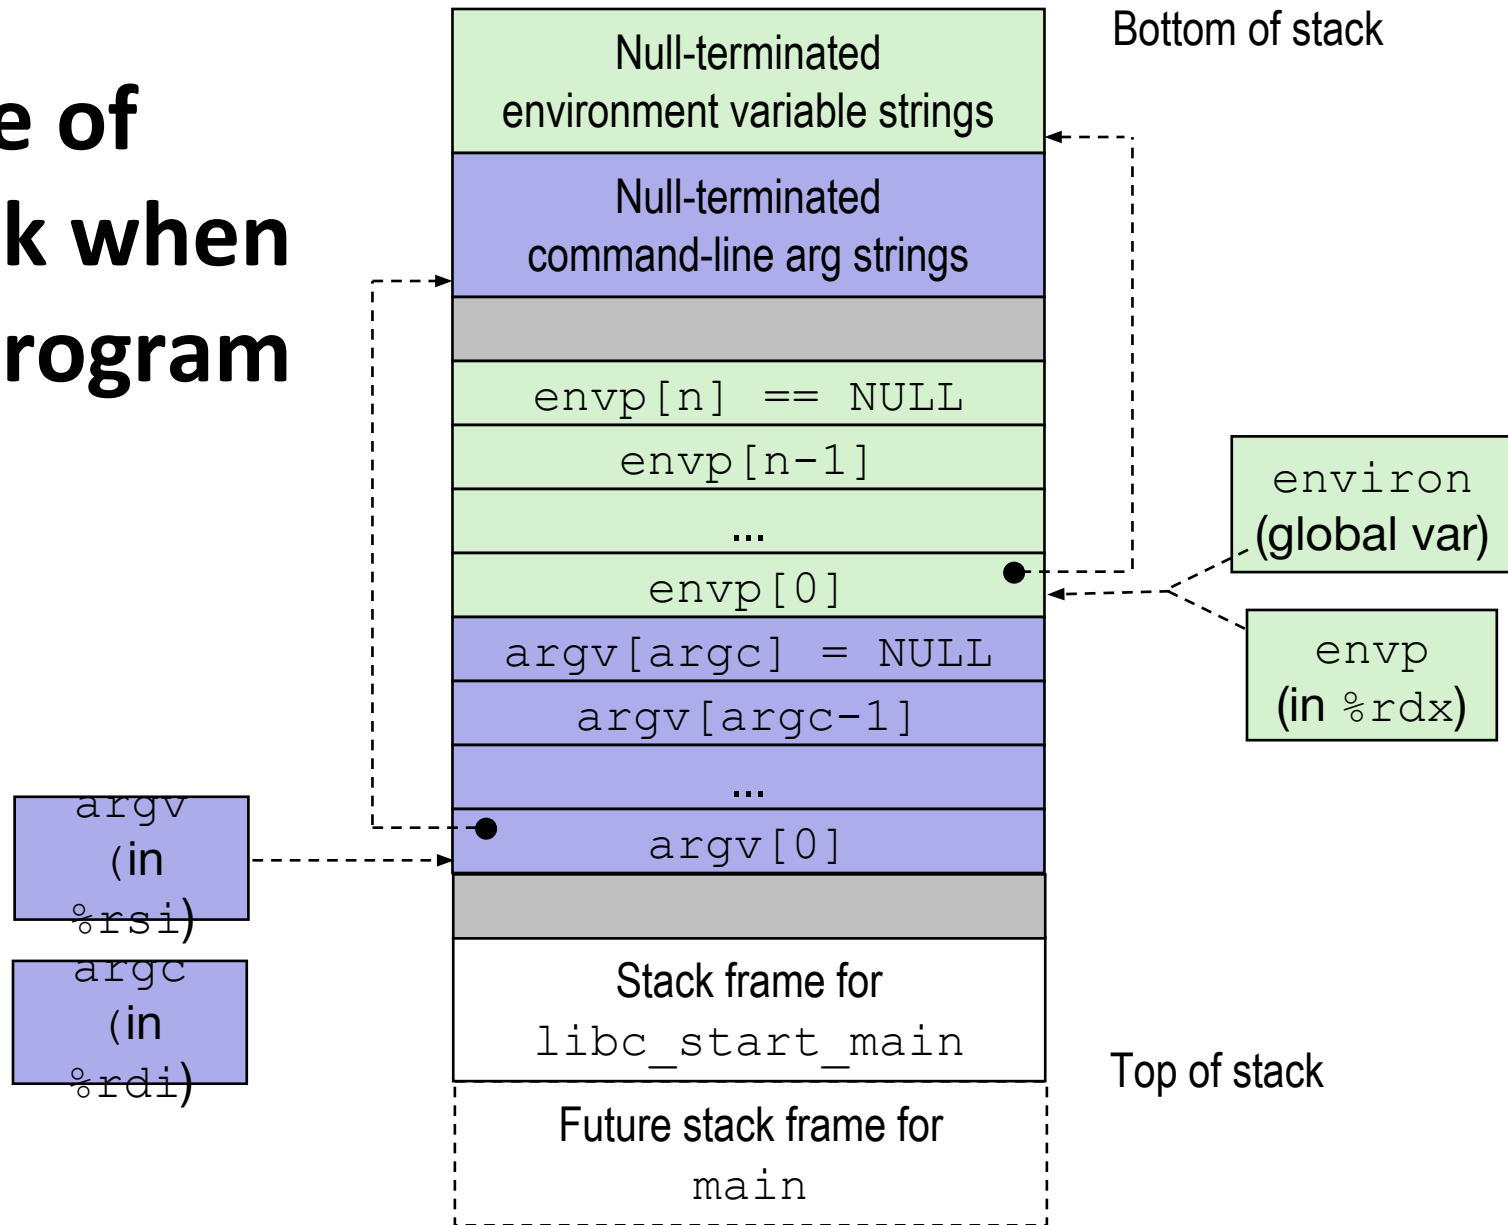 e of
k when
rogram
Bottom of stack
Null-terminated
environment variable strings
Null-terminated
command-line arg strings
envp[n] == NULL
envp[n-1]
...
envp[0]
argv[argc] = NULL
argv[argc-1]
...
argv[0]
environ
(global var)
envp
(in %rdx)
argv
(in
%rsi)
argc
(in
%rdi)
Stack frame for
libc_start_main
Top of stack
Future stack frame for
main